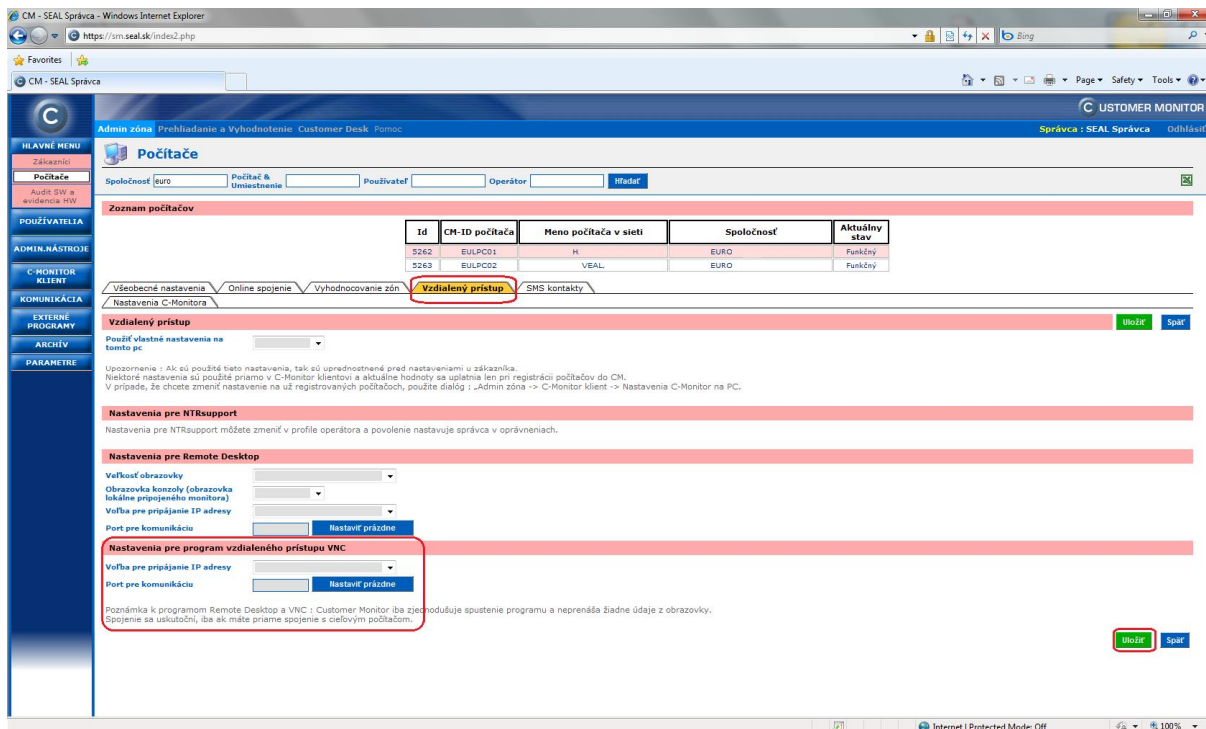 CM - SEAL Správca - Windows Internet Explorer
https://sm.seal.sk/index2.php
Bing
Favorites
CM - SEAL Správca
Page Safety Tools
C
C USTOMER MONITOR
Admin zóna Prehliadanie a Vyhodnotenie Customer Desk Pomoc
Správca : SEAL Správca Odhlásiť
HLAVNÉ MENU
Zákazníci
Počítače
Audit SW a
evidencia HW
POUŽÍVATELIA
ADMIN.NÁSTROJE
C-MONITOR
KLIENT
KOMUNIKÁCIA
EXTERNÉ
PROGRAMY
ARCHÍV
PARAMETRE
Počítače
Spoločnosť euro Počítač & Umiestnenie Používateľ Operátor Hľadať
Zoznam počítačov
Id CM-ID počítača Meno počítača v sieti Spoločnosť Aktuálny stav
5262 EULPC01 H. EURO Funkčný
5263 EULPC02 VEAL, EURO Funkčný
Všeobecné nastavenia Online spojenie Vyhodnocovanie zón Vzdialený prístup SMS kontakty
Nastavenia C-Monitora
Vzdialený prístup Uložiť Späť
Použiť vlastné nastavenia na
tomto pc
Upozornenie : Ak sú použité tieto nastavenia, tak sú uprednostnené pred nastaveniami u zákazníka.
Niektoré nastavenia sú použité priamo v C-Monitor klientovi a aktuálne hodnoty sa uplatnia len pri registrácii počítačov do CM.
V prípade, že chcete zmeniť nastavenie na už registrovaných počítačoch, použite dialóg : „Admin zóna -> C-Monitor klient -> Nastavenia C-Monitor na PC.
Nastavenia pre NTRsupport
Nastavenia pre NTRsupport môžete zmeniť v profile operátora a povolenie nastavuje správca v oprávneniach.
Nastavenia pre Remote Desktop
Veľkosť obrazovky
Obrazovka konzoly (obrazovka
lokálne pripojeného monitora)
Voľba pre pripájanie IP adresy
Port pre komunikáciu Nastaviť prázdne
Nastavenia pre program vzdialeného prístupu VNC
Voľba pre pripájanie IP adresy
Port pre komunikáciu Nastaviť prázdne
Poznámka k programom Remote Desktop a VNC : Customer Monitor iba zjednodušuje spustenie programu a neprenáša žiadne údaje z obrazovky.
Spojenie sa uskutoční, iba ak máte priame spojenie s cieľovým počítačom.
Uložiť Späť
Internet | Protected Mode: Off 100%